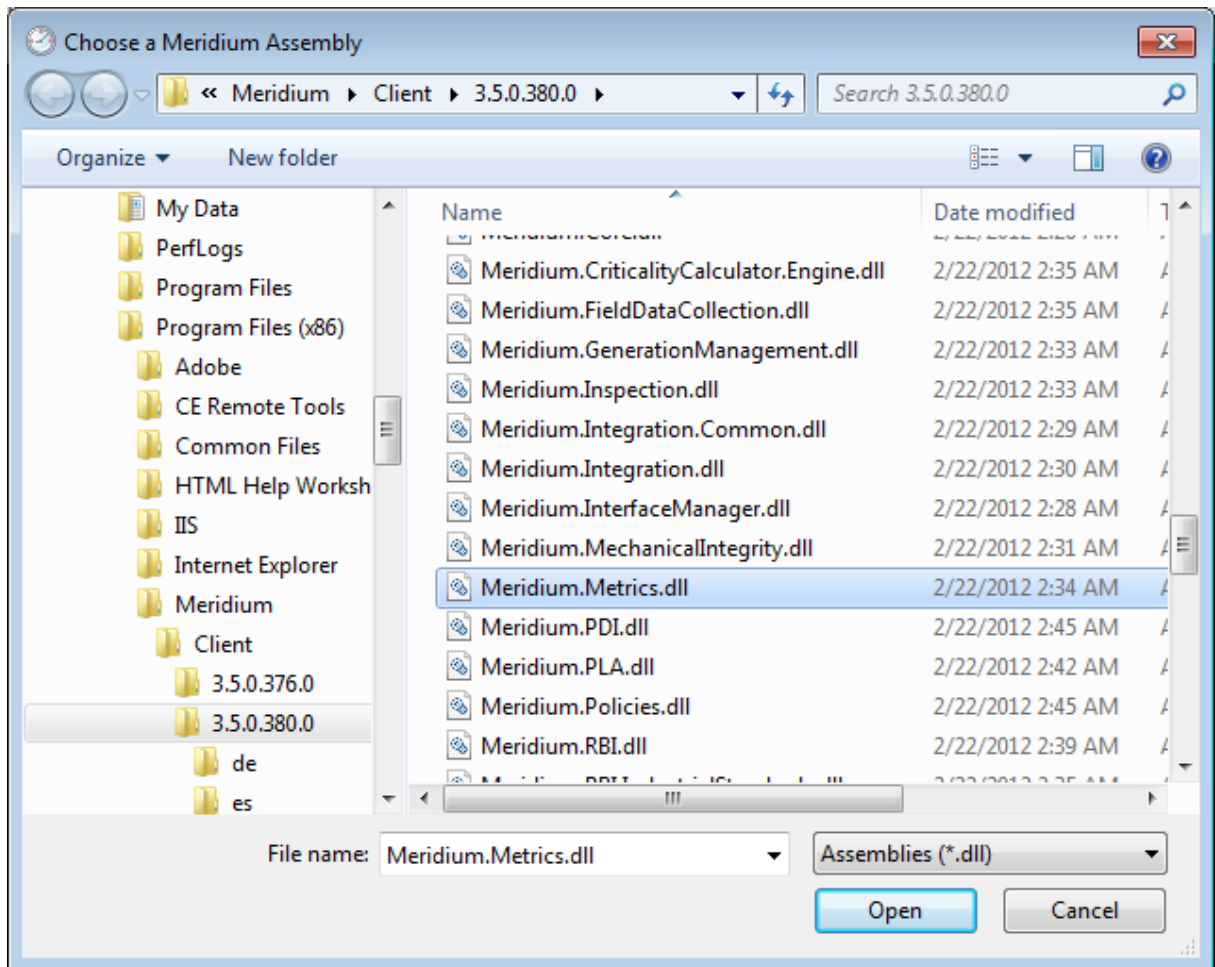 Choose a Meridium Assembly
« Meridium Client 3.5.0.380.0 Search 3.5.0.380.0
Organize New folder
My Data
PerfLogs
Program Files
Program Files (x86)
Adobe
CE Remote Tools
Common Files
HTML Help Worksh
IIS
Internet Explorer
Meridium
Client
3.5.0.376.0
3.5.0.380.0
de
es
Name Date modified
Meridium.CriticalityCalculator.Engine.dll 2/22/2012 2:35 AM
Meridium.FieldDataCollection.dll 2/22/2012 2:35 AM
Meridium.GenerationManagement.dll 2/22/2012 2:33 AM
Meridium.Inspection.dll 2/22/2012 2:33 AM
Meridium.Integration.Common.dll 2/22/2012 2:29 AM
Meridium.Integration.dll 2/22/2012 2:30 AM
Meridium.InterfaceManager.dll 2/22/2012 2:28 AM
Meridium.MechanicalIntegrity.dll 2/22/2012 2:31 AM
Meridium.Metrics.dll 2/22/2012 2:34 AM
Meridium.PDI.dll 2/22/2012 2:45 AM
Meridium.PLA.dll 2/22/2012 2:42 AM
Meridium.Policies.dll 2/22/2012 2:45 AM
Meridium.RBI.dll 2/22/2012 2:39 AM
File name: Meridium.Metrics.dll Assemblies (*.dll)
Open Cancel